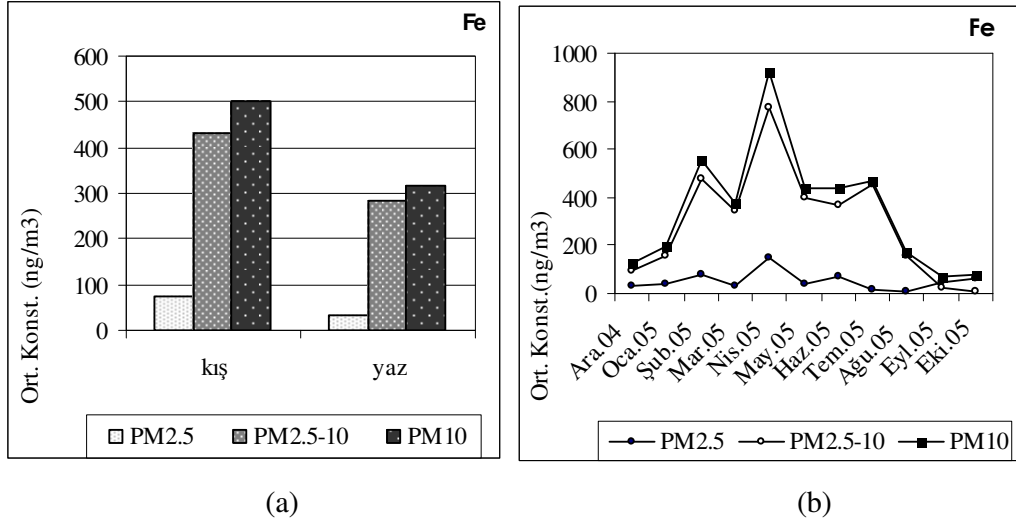 Fe
600
500
400
300
200
100
0
Ort. Konst. (ng/m3)
kış yaz
PM2.5 PM2.5-10 PM10
(a)
Fe
1000
800
600
400
200
0
Ort. Konst.(ng/m3)
Ara.04
Oca.05
Şub.05
Mar.05
Nis.05
May.05
Haz.05
Tem.05
Ağu.05
Eyl.05
Eki.05
PM2.5 PM2.5-10 PM10
(b)